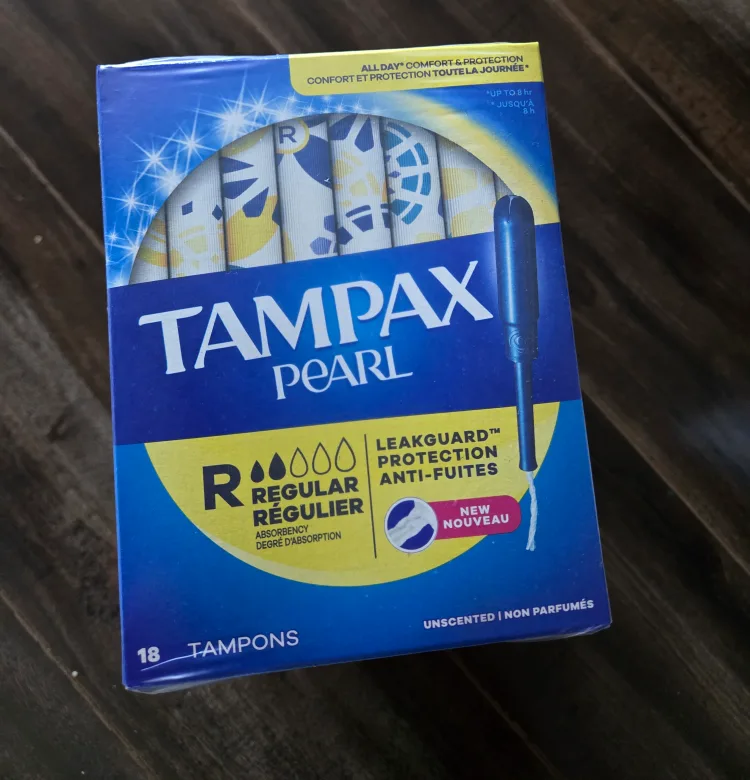 ALL DAY* COMFORT & PROTECTION
CONFORT ET PROTECTION TOUTE LA JOURNÉE*
*UP TO 8 hr
* JUSQU'À
8 h
R
TAMPAX
PEARL
R
REGULAR
RÉGULIER
ABSORBENCY
DEGRÉ D'ABSORPTION
LEAKGUARD™
PROTECTION
ANTI-FUITES
NEW
NOUVEAU
UNSCENTED | NON PARFUMÉS
18 TAMPONS